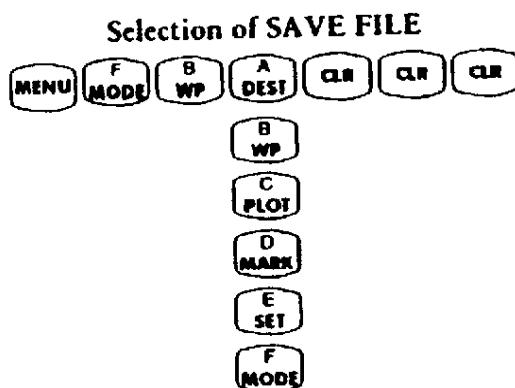 Selection of SAVE FILE
MENU F MODE B WP A DEST CLR CLR CLR
B WP
C PLOT
D MARK
E SET
F MODE